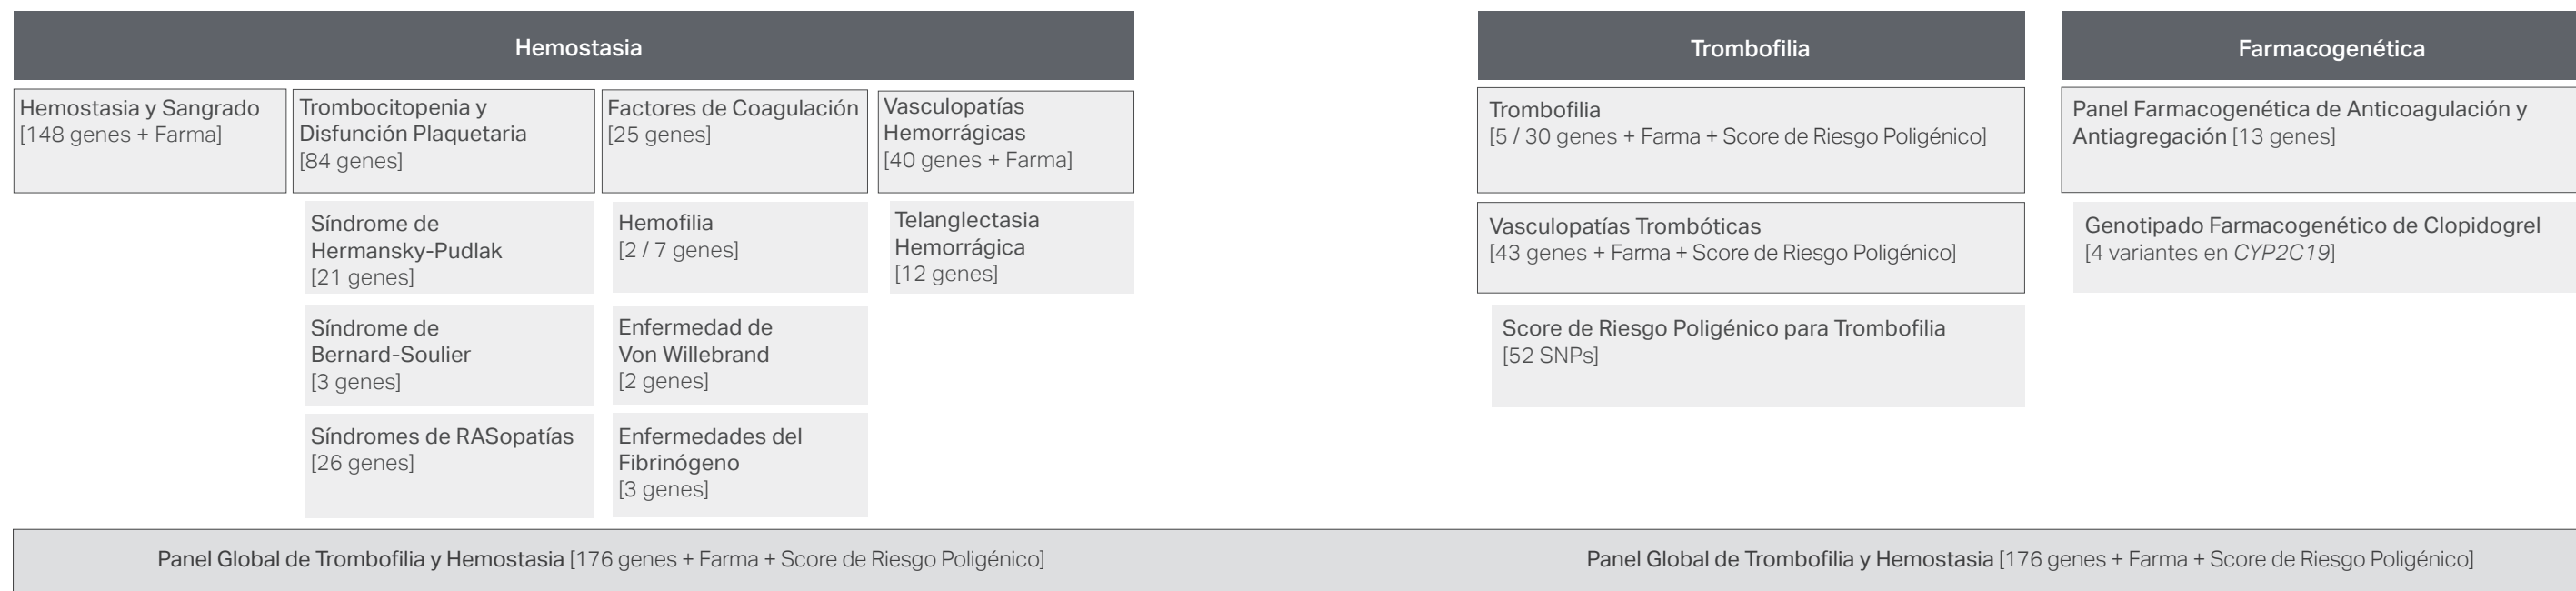 Hemostasia
Hemostasia y Sangrado
[148 genes + Farma]
Trombocitopenia y
Disfunción Plaquetaria
[84 genes]
Síndrome de
Hermansky-Pudlak
[21 genes]
Síndrome de
Bernard-Soulier
[3 genes]
Síndromes de RASopatías
[26 genes]
Factores de Coagulación
[25 genes]
Hemofilia
[2 / 7 genes]
Enfermedad de
Von Willebrand
[2 genes]
Enfermedades del
Fibrinógeno
[3 genes]
Vasculopatías
Hemorrágicas
[40 genes + Farma]
Telanglectasia
Hemorrágica
[12 genes]
Trombofilia
Trombofilia
[5 / 30 genes + Farma + Score de Riesgo Poligénico]
Vasculopatías Trombóticas
[43 genes + Farma + Score de Riesgo Poligénico]
Score de Riesgo Poligénico para Trombofilia
[52 SNPs]
Farmacogenética
Panel Farmacogenética de Anticoagulación y
Antiagregación [13 genes]
Genotipado Farmacogenético de Clopidogrel
[4 variantes en CYP2C19]
Panel Global de Trombofilia y Hemostasia [176 genes + Farma + Score de Riesgo Poligénico]
Panel Global de Trombofilia y Hemostasia [176 genes + Farma + Score de Riesgo Poligénico]